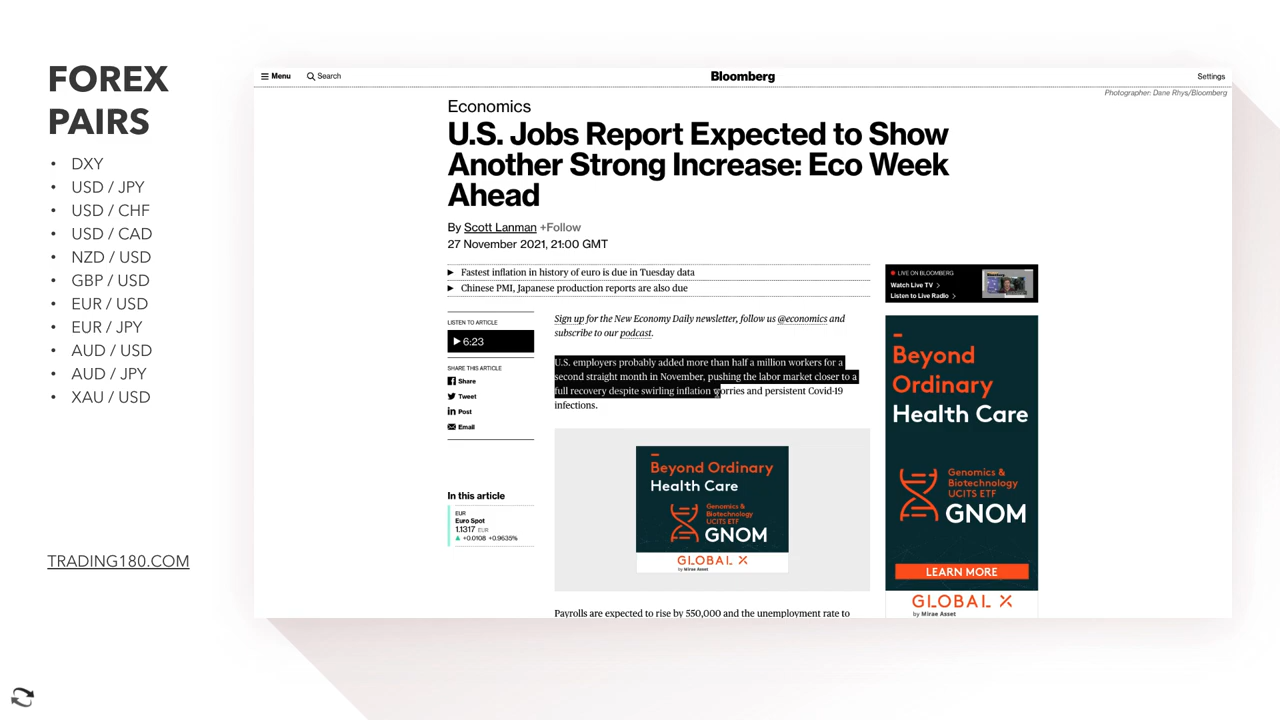 FOREX
PAIRS
• DXY
• USD / JPY
• USD / CHF
• USD / CAD
• NZD / USD
• GBP / USD
• EUR / USD
• EUR / JPY
• AUD / USD
• AUD / JPY
• XAU / USD
TRADING180.COM
Menu
Search
Bloomberg
Settings
Photographer: Dane Rhys/Bloomberg
Economics
U.S. Jobs Report Expected to Show
Another Strong Increase: Eco Week
Ahead
By Scott Lanman +Follow
27 November 2021, 21:00 GMT
Fastest inflation in history of euro is due in Tuesday data
Chinese PMI, Japanese production reports are also due
LISTEN TO ARTICLE
6:23
SHARE THIS ARTICLE
Share
Tweet
Post
Email
In this article
EUR
Euro Spot
1.1317 EUR
▲ +0.0108 +0.9635%
Sign up for the New Economy Daily newsletter, follow us @economics and
subscribe to our podcast.
U.S. employers probably added more than half a million workers for a
second straight month in November, pushing the labor market closer to a
full recovery despite swirling inflation worries and persistent Covid-19
infections.
Beyond Ordinary
Health Care
Genomics &
Biotechnology
UCITS ETF
GNOM
GLOBAL X
by Mirae Asset
Payrolls are expected to rise by 550,000 and the unemployment rate to
LIVE ON BLOOMBERG
Watch Live TV
Listen to Live Radio
Beyond
Ordinary
Health Care
Genomics &
Biotechnology
UCITS ETF
GNOM
LEARN MORE
GLOBAL X
by Mirae Asset